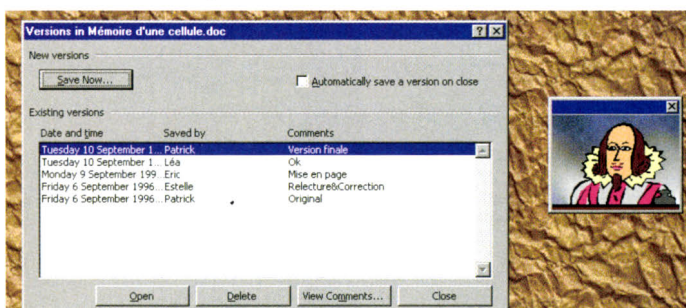 Versions in Mémoire d'une cellule.doc
New versions
Save Now...
Automatically save a version on close
Existing versions
Date and time Saved by Comments
Tuesday 10 September 1... Patrick Version finale
Tuesday 10 September 1... Léa Ok
Monday 9 September 199... Eric Mise en page
Friday 6 September 1996... Estelle Relecture&Correction
Friday 6 September 1996... Patrick Original
Open Delete View Comments... Close